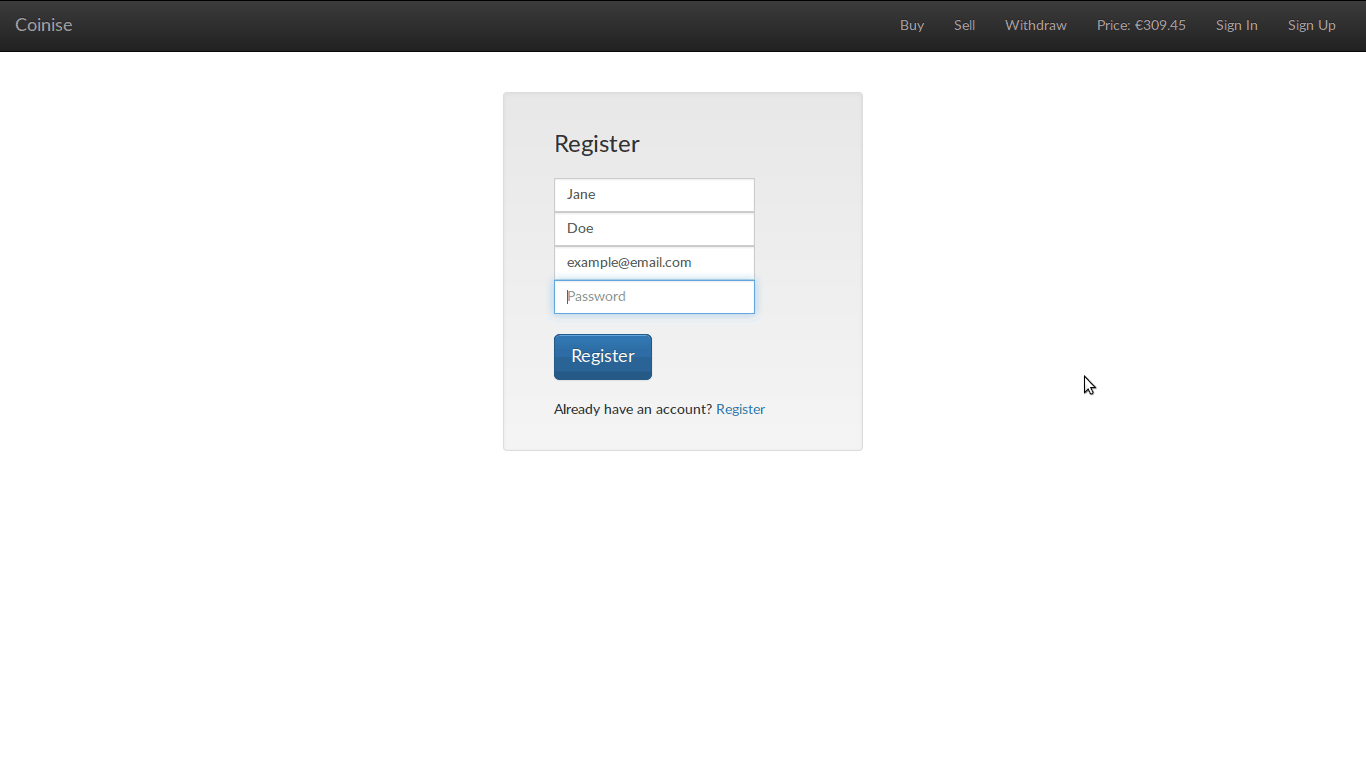 Coinise Buy Sell Withdraw Price: €309.45 Sign In Sign Up
Register
Jane
Doe
example@email.com
Password
Register
Already have an account? Register